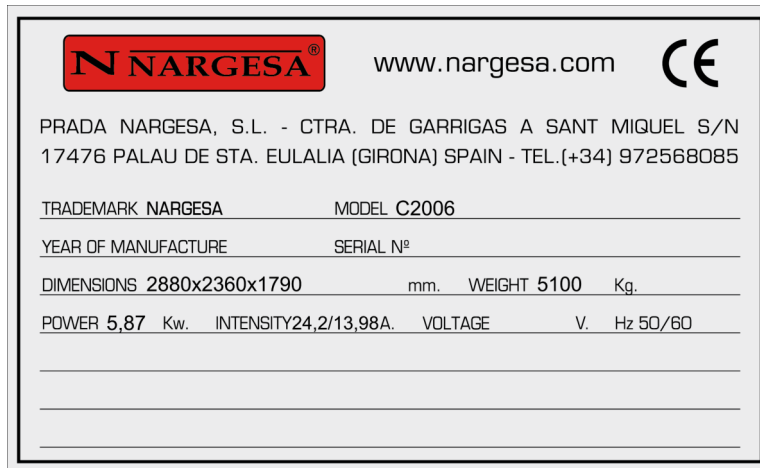 N NARGESA® www.nargesa.com CE
PRADA NARGESA, S.L. - CTRA. DE GARRIGAS A SANT MIQUEL S/N
17476 PALAU DE STA. EULALIA (GIRONA) SPAIN - TEL.(+34) 972568085
TRADEMARK NARGESA MODEL C2006
YEAR OF MANUFACTURE SERIAL Nº
DIMENSIONS 2880x2360x1790 mm. WEIGHT 5100 Kg.
POWER 5,87 Kw. INTENSITY24,2/13,98A. VOLTAGE V. Hz 50/60